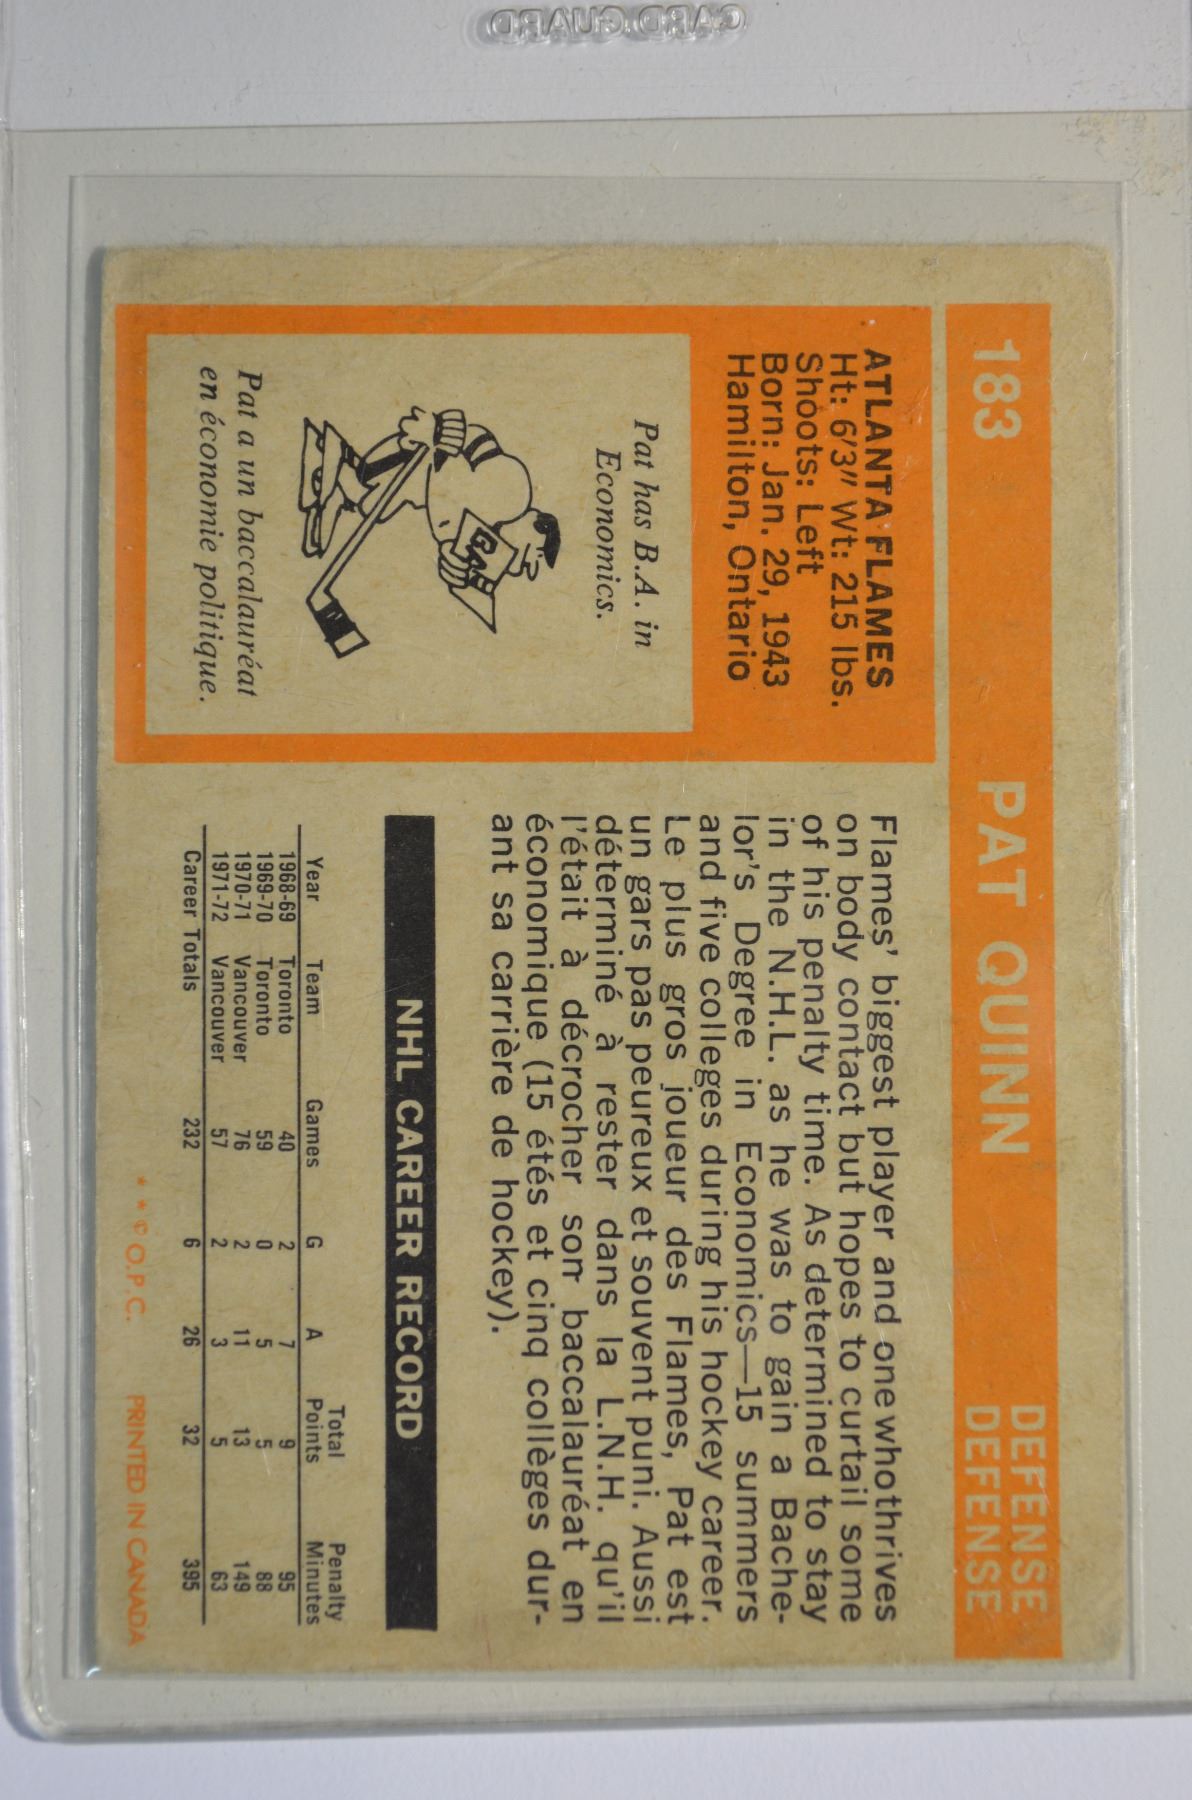 CARD GUARD
183 PAT QUINN DEFENSE
DEFENSE
ATLANTA FLAMES
Ht: 6'3" Wt: 215 lbs.
Shoots: Left
Born: Jan. 29, 1943
Hamilton, Ontario
Pat has B.A. in
Economics.
Pat a un baccalauréat
en économie politique.
Flames' biggest player and one who thrives
on body contact but hopes to curtail some
of his penalty time. As determined to stay
in the N.H.L. as he was to gain a Bache-
lor's Degree in Economics—15 summers
and five colleges during his hockey career.
Le plus gros joueur des Flames, Pat est
un gars pas peureux et souvent puni. Aussi
déterminé à rester dans la L.N.H. qu'il
l'était à décrocher son baccalauréat en
économique (15 étés et cinq collèges dur-
ant sa carrière de hockey).
NHL CAREER RECORD
Year Team Games G A Total Points Penalty Minutes
1968-69 Toronto 40 2 7 9 95
1969-70 Toronto 59 0 5 5 88
1970-71 Vancouver 76 2 11 13 149
1971-72 Vancouver 57 2 3 5 63
Career Totals 232 6 26 32 395
* * © O.P.C. PRINTED IN CANADA